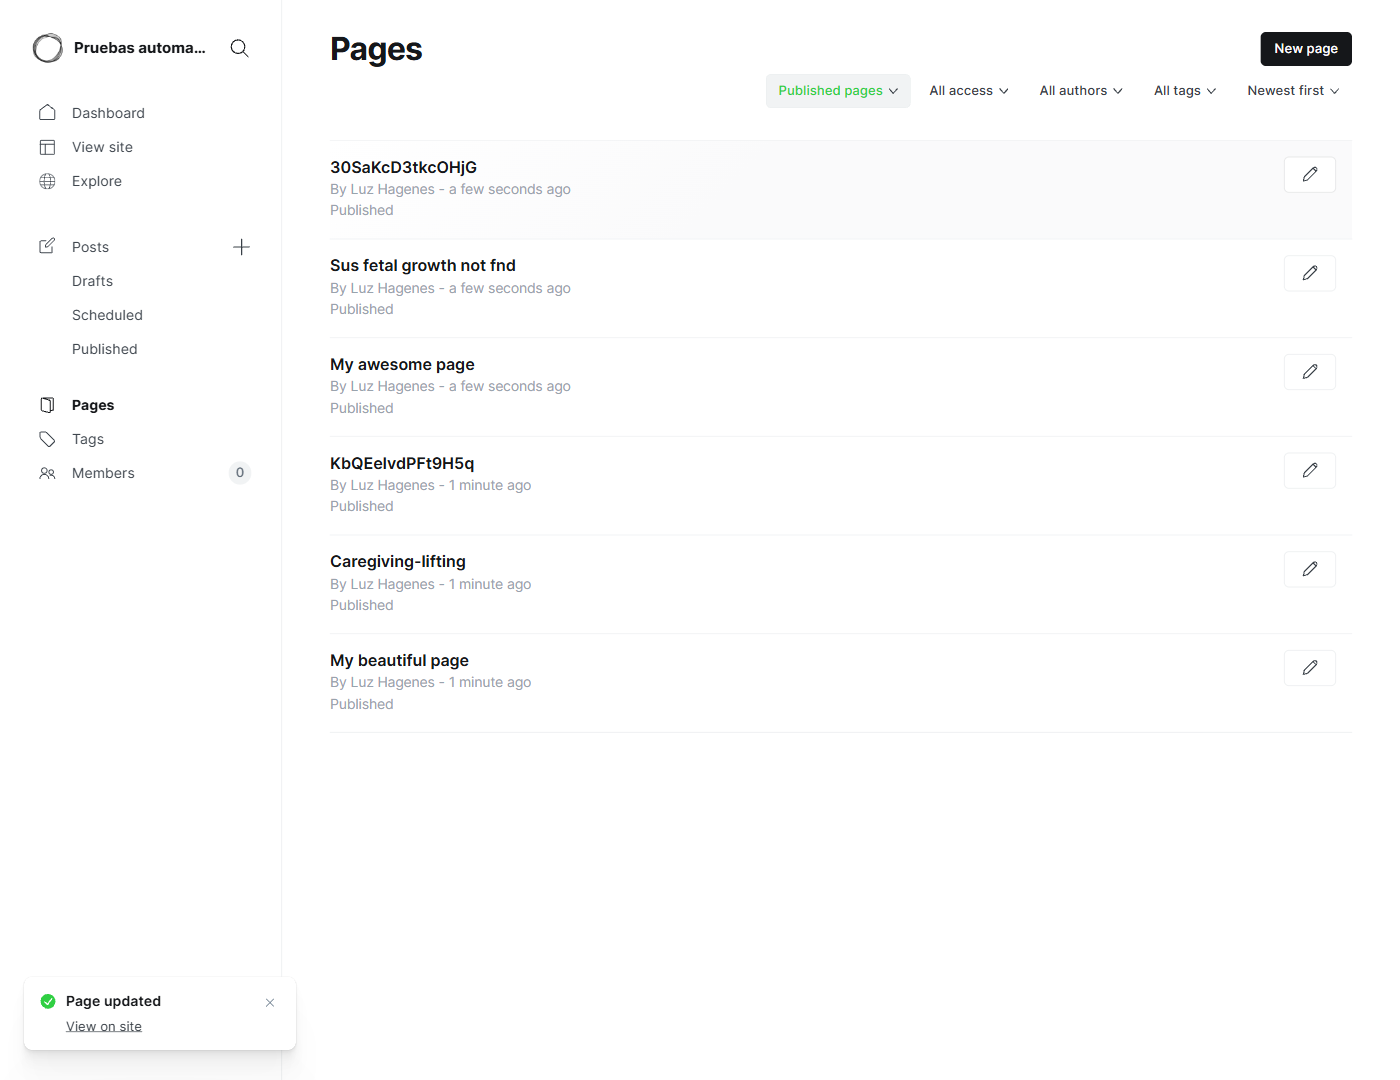 Pruebas automa...
Dashboard
View site
Explore
Posts
Drafts
Scheduled
Published
Pages
Tags
Members 0
Pages
New page
Published pages All access All authors All tags Newest first
30SaKcD3tkcOHjG
By Luz Hagenes - a few seconds ago
Published
Sus fetal growth not fnd
By Luz Hagenes - a few seconds ago
Published
My awesome page
By Luz Hagenes - a few seconds ago
Published
KbQEelvdPFt9H5q
By Luz Hagenes - 1 minute ago
Published
Caregiving-lifting
By Luz Hagenes - 1 minute ago
Published
My beautiful page
By Luz Hagenes - 1 minute ago
Published
Page updated
View on site